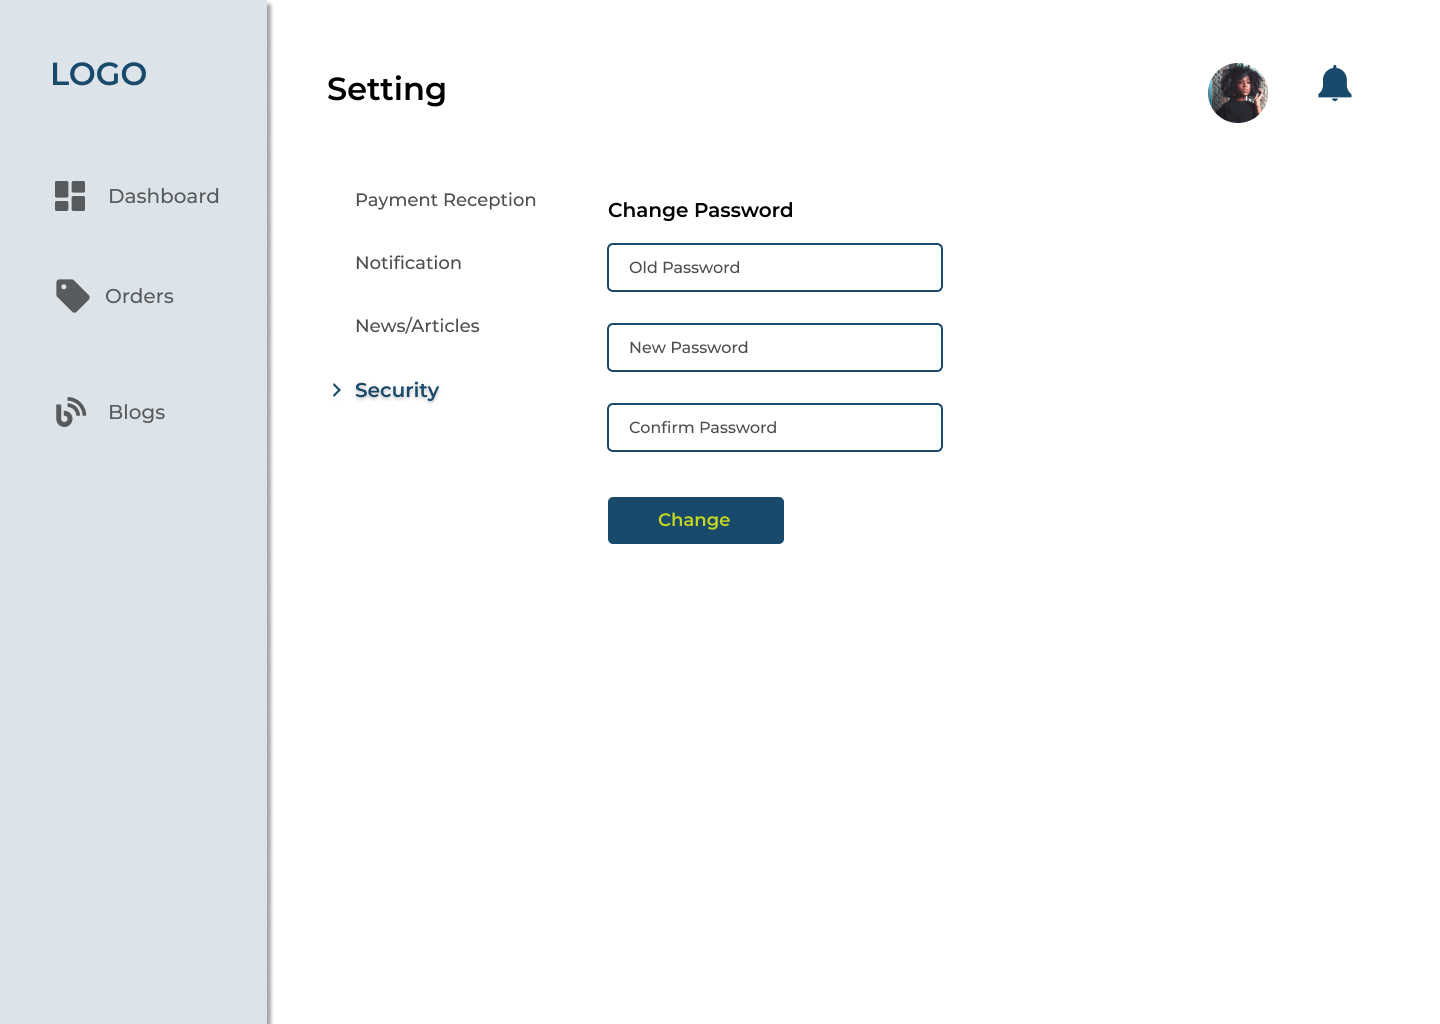 LOGO
Dashboard
Orders
Blogs
Setting
Payment Reception
Notification
News/Articles
Security
Change Password
Old Password
New Password
Confirm Password
Change